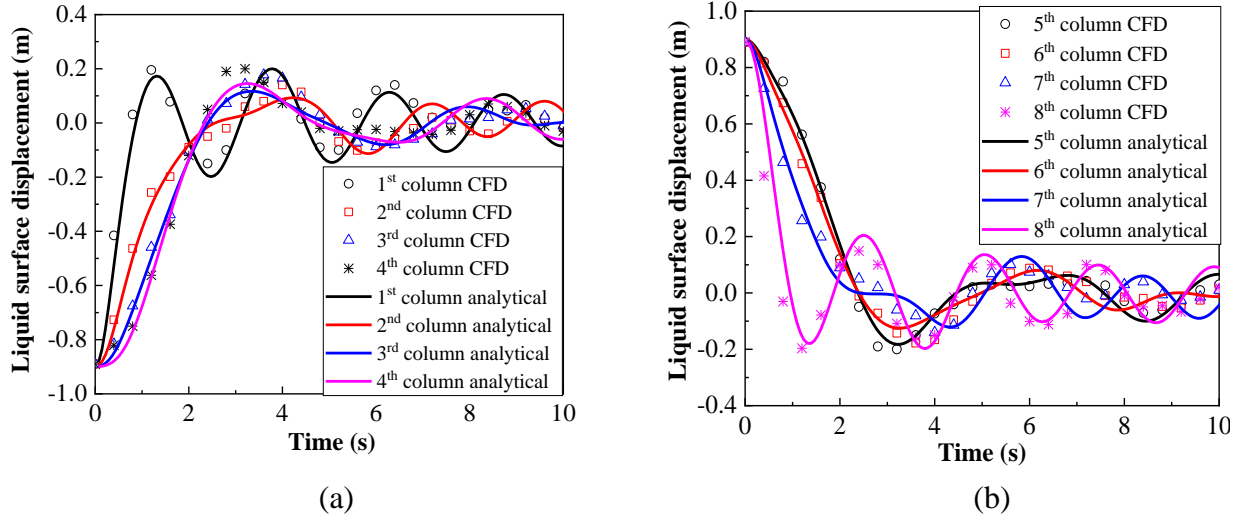 0.4
0.2
0.0
-0.2
-0.4
-0.6
-0.8
-1.0
Liquid surface displacement (m)
1st column CFD
2nd column CFD
3rd column CFD
4th column CFD
1st column analytical
2nd column analytical
3rd column analytical
4th column analytical
0 2 4 6 8 10
Time (s)
(a)
1.0
0.8
0.6
0.4
0.2
0.0
-0.2
-0.4
Liquid surface displacement (m)
5th column CFD
6th column CFD
7th column CFD
8th column CFD
5th column analytical
6th column analytical
7th column analytical
8th column analytical
0 2 4 6 8 10
Time (s)
(b)